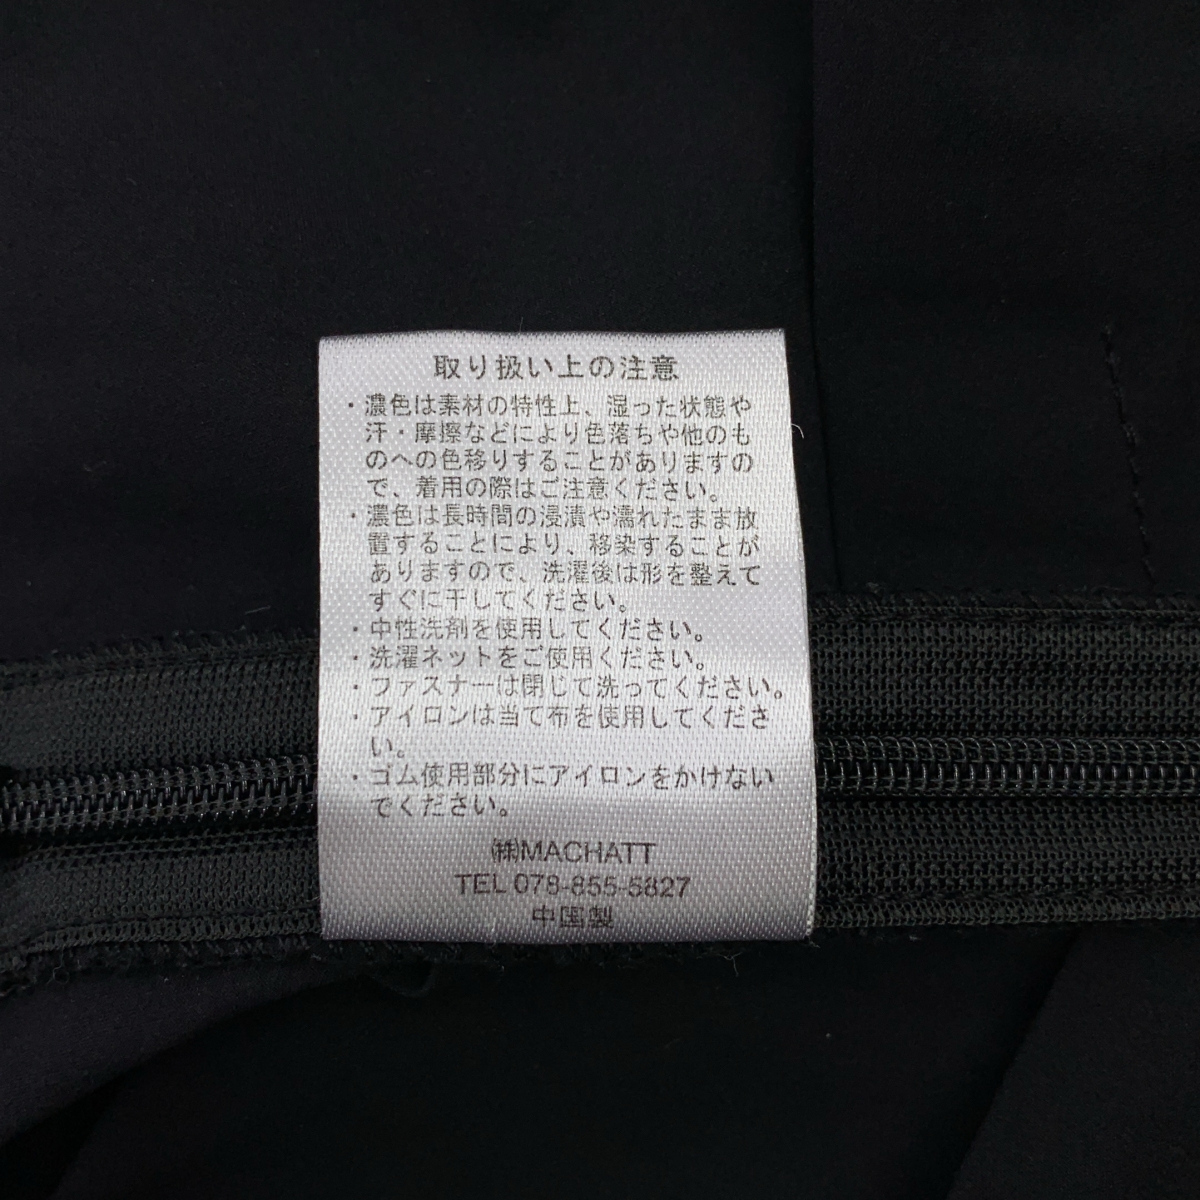 取り扱い上の注意
・濃色は素材の特性上、湿った状態や
汗・摩擦などにより色落ちや他のも
のへの色移りすることがありますの
で、着用の際はご注意ください。
・濃色は長時間の浸漬や濡れたまま放
置することにより、移染することが
ありますので、洗濯後は形を整えて
すぐに干してください。
・中性洗剤を使用してください。
・洗濯ネットをご使用ください。
・ファスナーは閉じて洗ってください。
・アイロンは当て布を使用してくださ
い。
・ゴム使用部分にアイロンをかけない
でください。
㈱MACHATT
TEL 078-855-5827
中国製